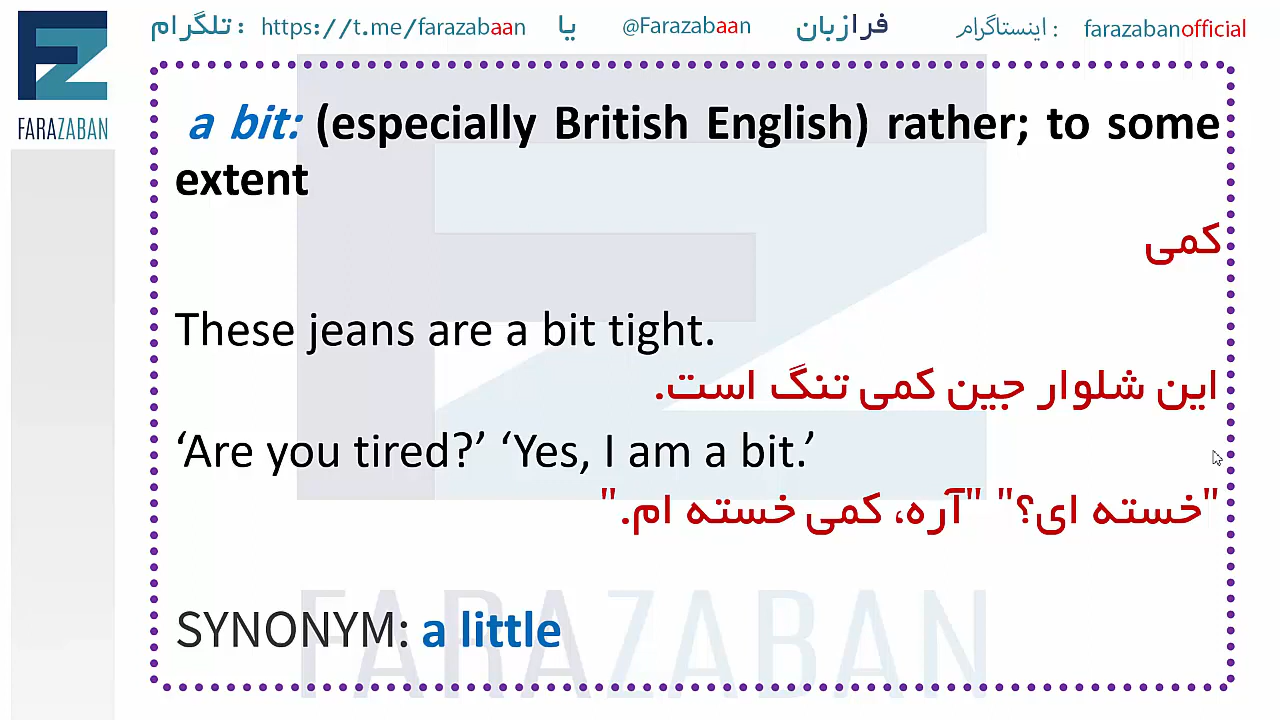 تلگرام : https://t.me/farazabaan یا @Farazabaan فرازبان اینستاگرام : farazabanofficial
FZ
FARAZABAN
a bit: (especially British English) rather; to some
extent
کمی
These jeans are a bit tight.
این شلوار جین کمی تنگ است.
‘Are you tired?’ ‘Yes, I am a bit.’
"خسته ای؟" "آره، کمی خسته ام."
SYNONYM: a little
FARAZABAN